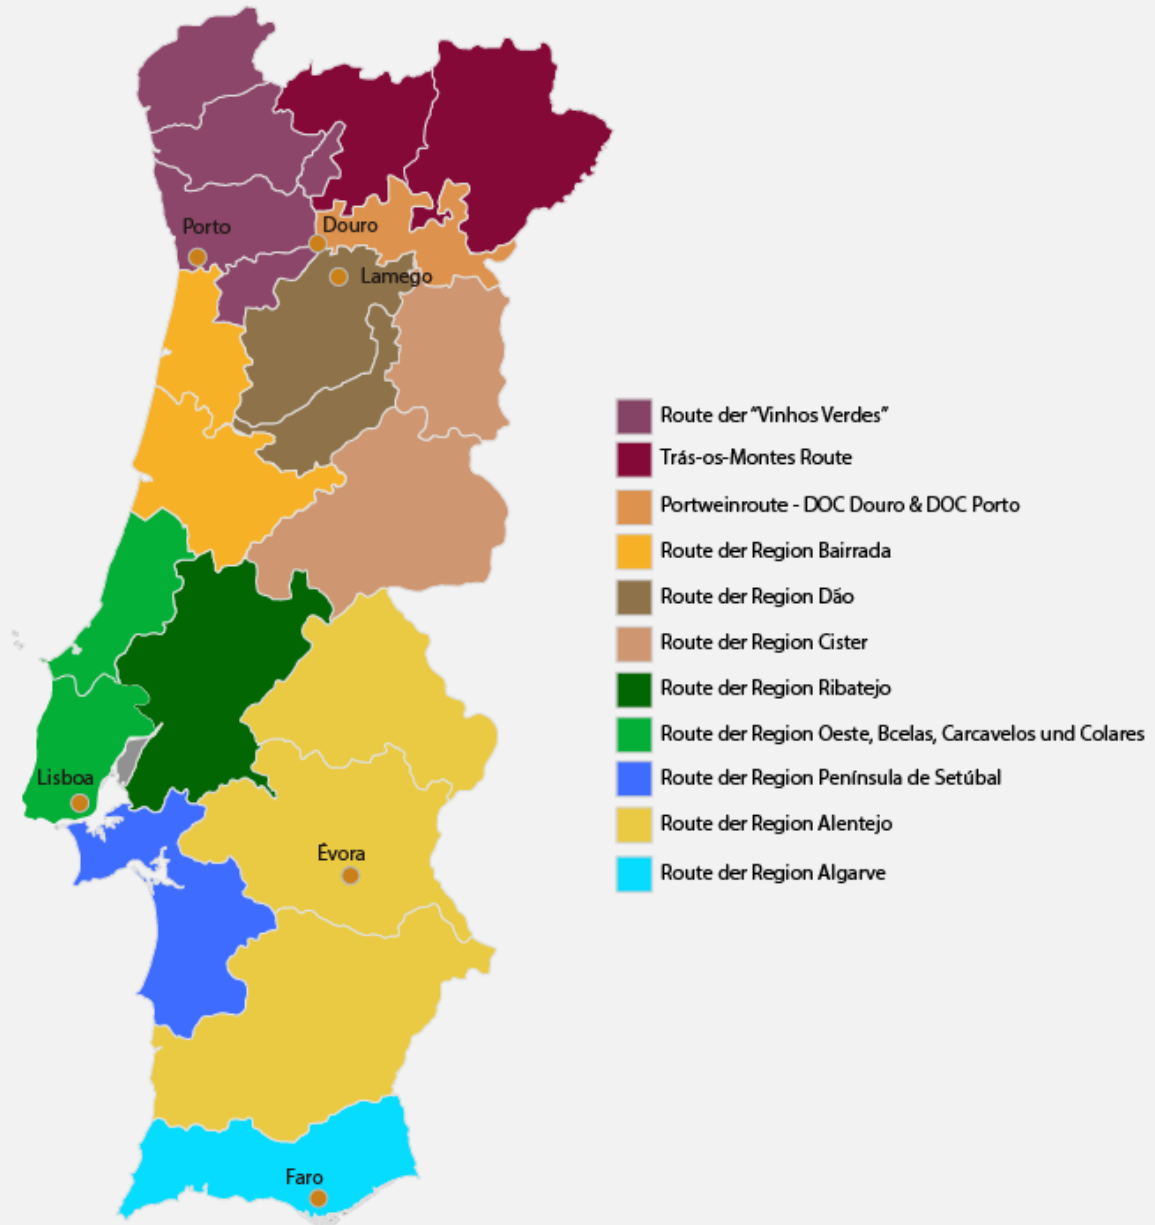 Porto
Douro
Lamego
Route der “Vinhos Verdes”
Trás-os-Montes Route
Portweinroute - DOC Douro & DOC Porto
Route der Region Bairrada
Route der Region Dão
Route der Region Cister
Route der Region Ribatejo
Route der Region Oeste, Bcelas, Carcavelos und Colares
Route der Region Península de Setúbal
Route der Region Alentejo
Route der Region Algarve
Lisboa
Évora
Faro